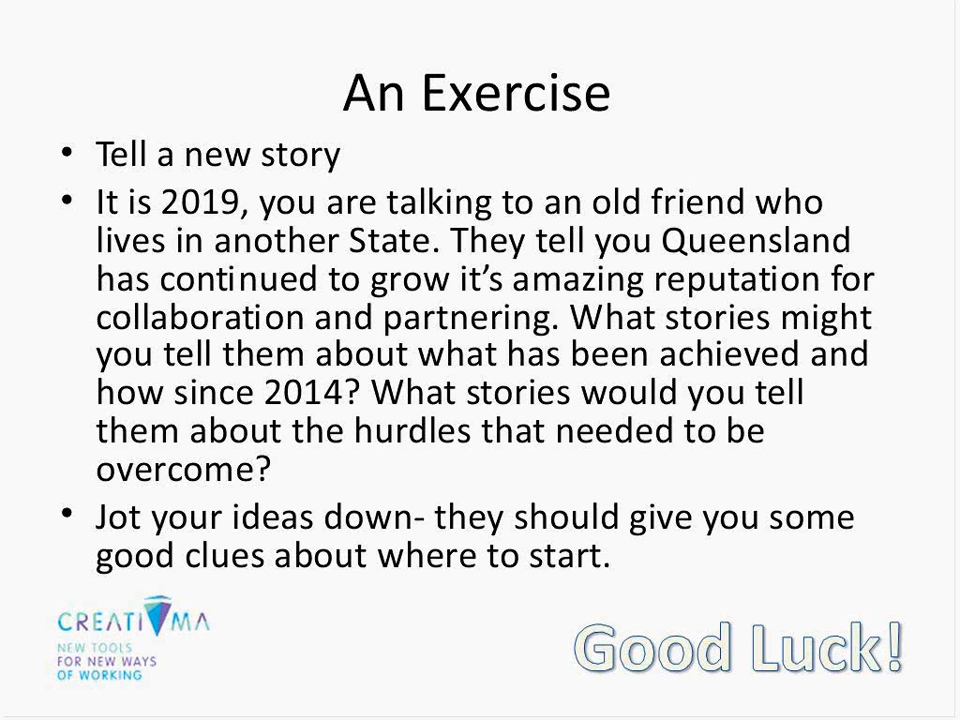 An Exercise
• Tell a new story
• It is 2019, you are talking to an old friend who
lives in another State. They tell you Queensland
has continued to grow it’s amazing reputation for
collaboration and partnering. What stories might
you tell them about what has been achieved and
how since 2014? What stories would you tell
them about the hurdles that needed to be
overcome?
• Jot your ideas down- they should give you some
good clues about where to start.
CREATIVMA
NEW TOOLS
FOR NEW WAYS
OF WORKING
Good Luck!